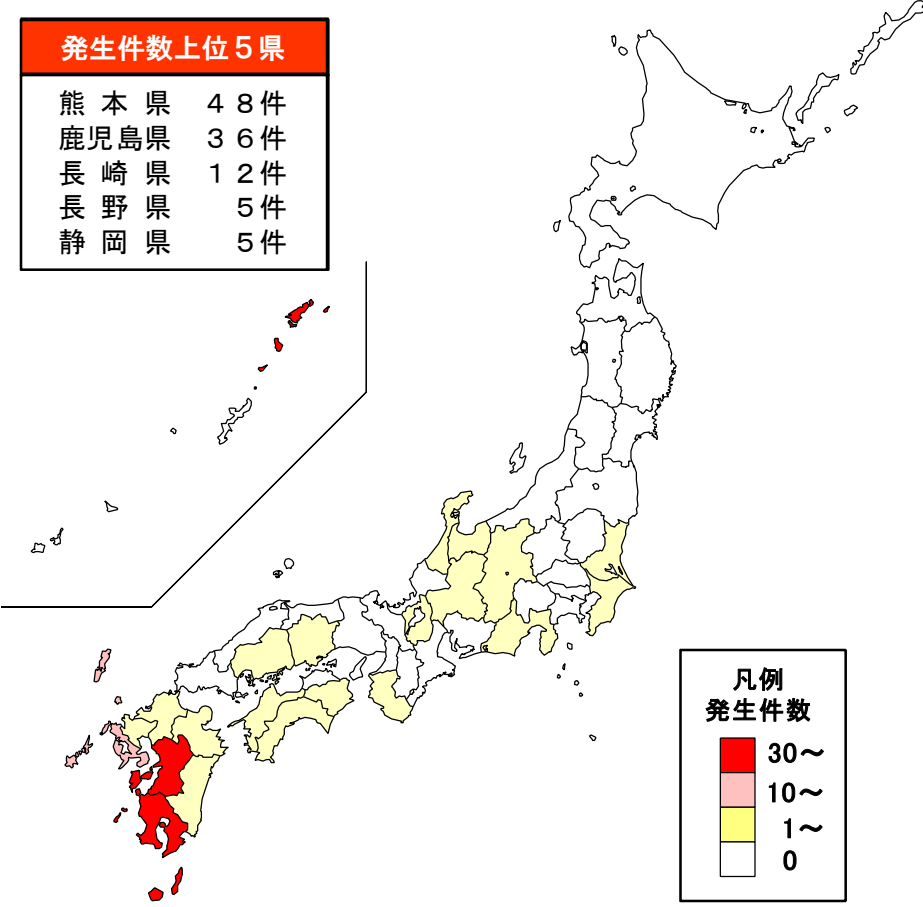 発生件数上位５県
熊本県 ４８件
鹿児島県 ３６件
長崎県 １２件
長野県 ５件
静岡県 ５件
凡例
発生件数
30～
10～
1～
0